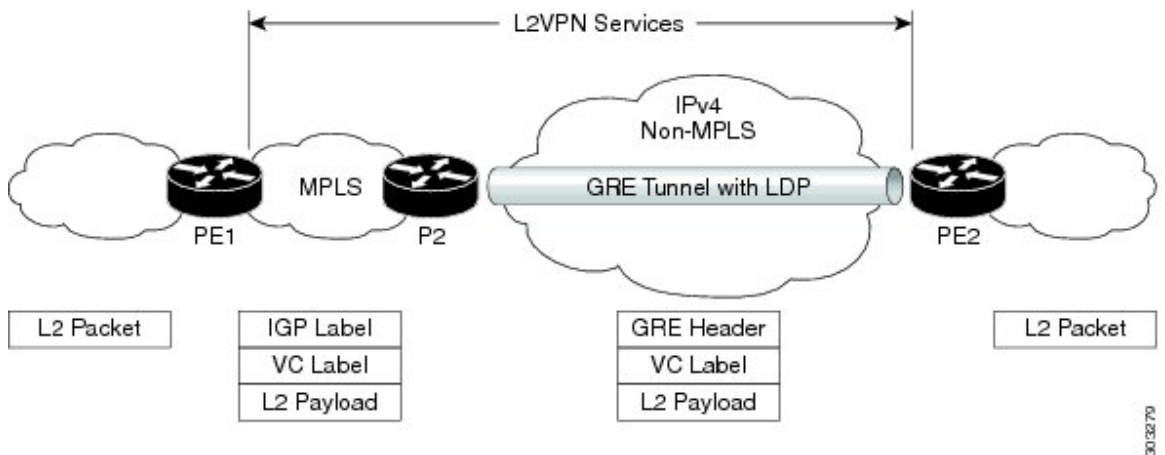 L2VPN Services
IPv4
Non-MPLS
MPLS
GRE Tunnel with LDP
PE1
P2
PE2
L2 Packet
IGP Label
VC Label
L2 Payload
GRE Header
VC Label
L2 Payload
L2 Packet
303279